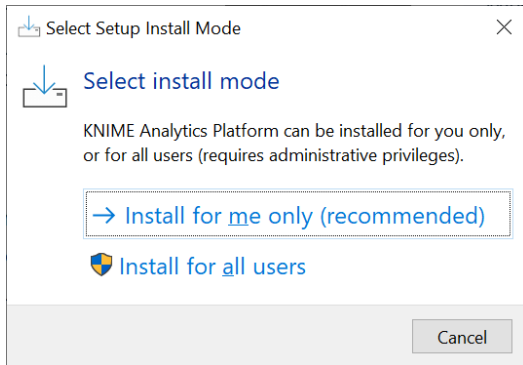 Select Setup Install Mode
Select install mode
KNIME Analytics Platform can be installed for you only,
or for all users (requires administrative privileges).
Install for me only (recommended)
Install for all users
Cancel